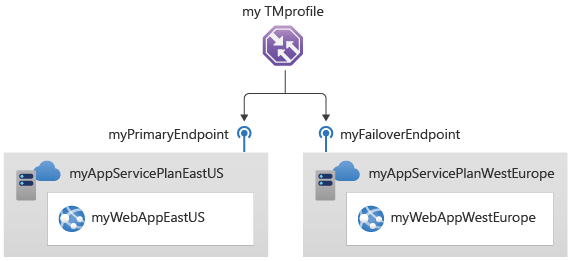 my TMprofile
myPrimaryEndpoint
myFailoverEndpoint
myAppServicePlanEastUS
myAppServicePlanWestEurope
myWebAppEastUS
myWebAppWestEurope